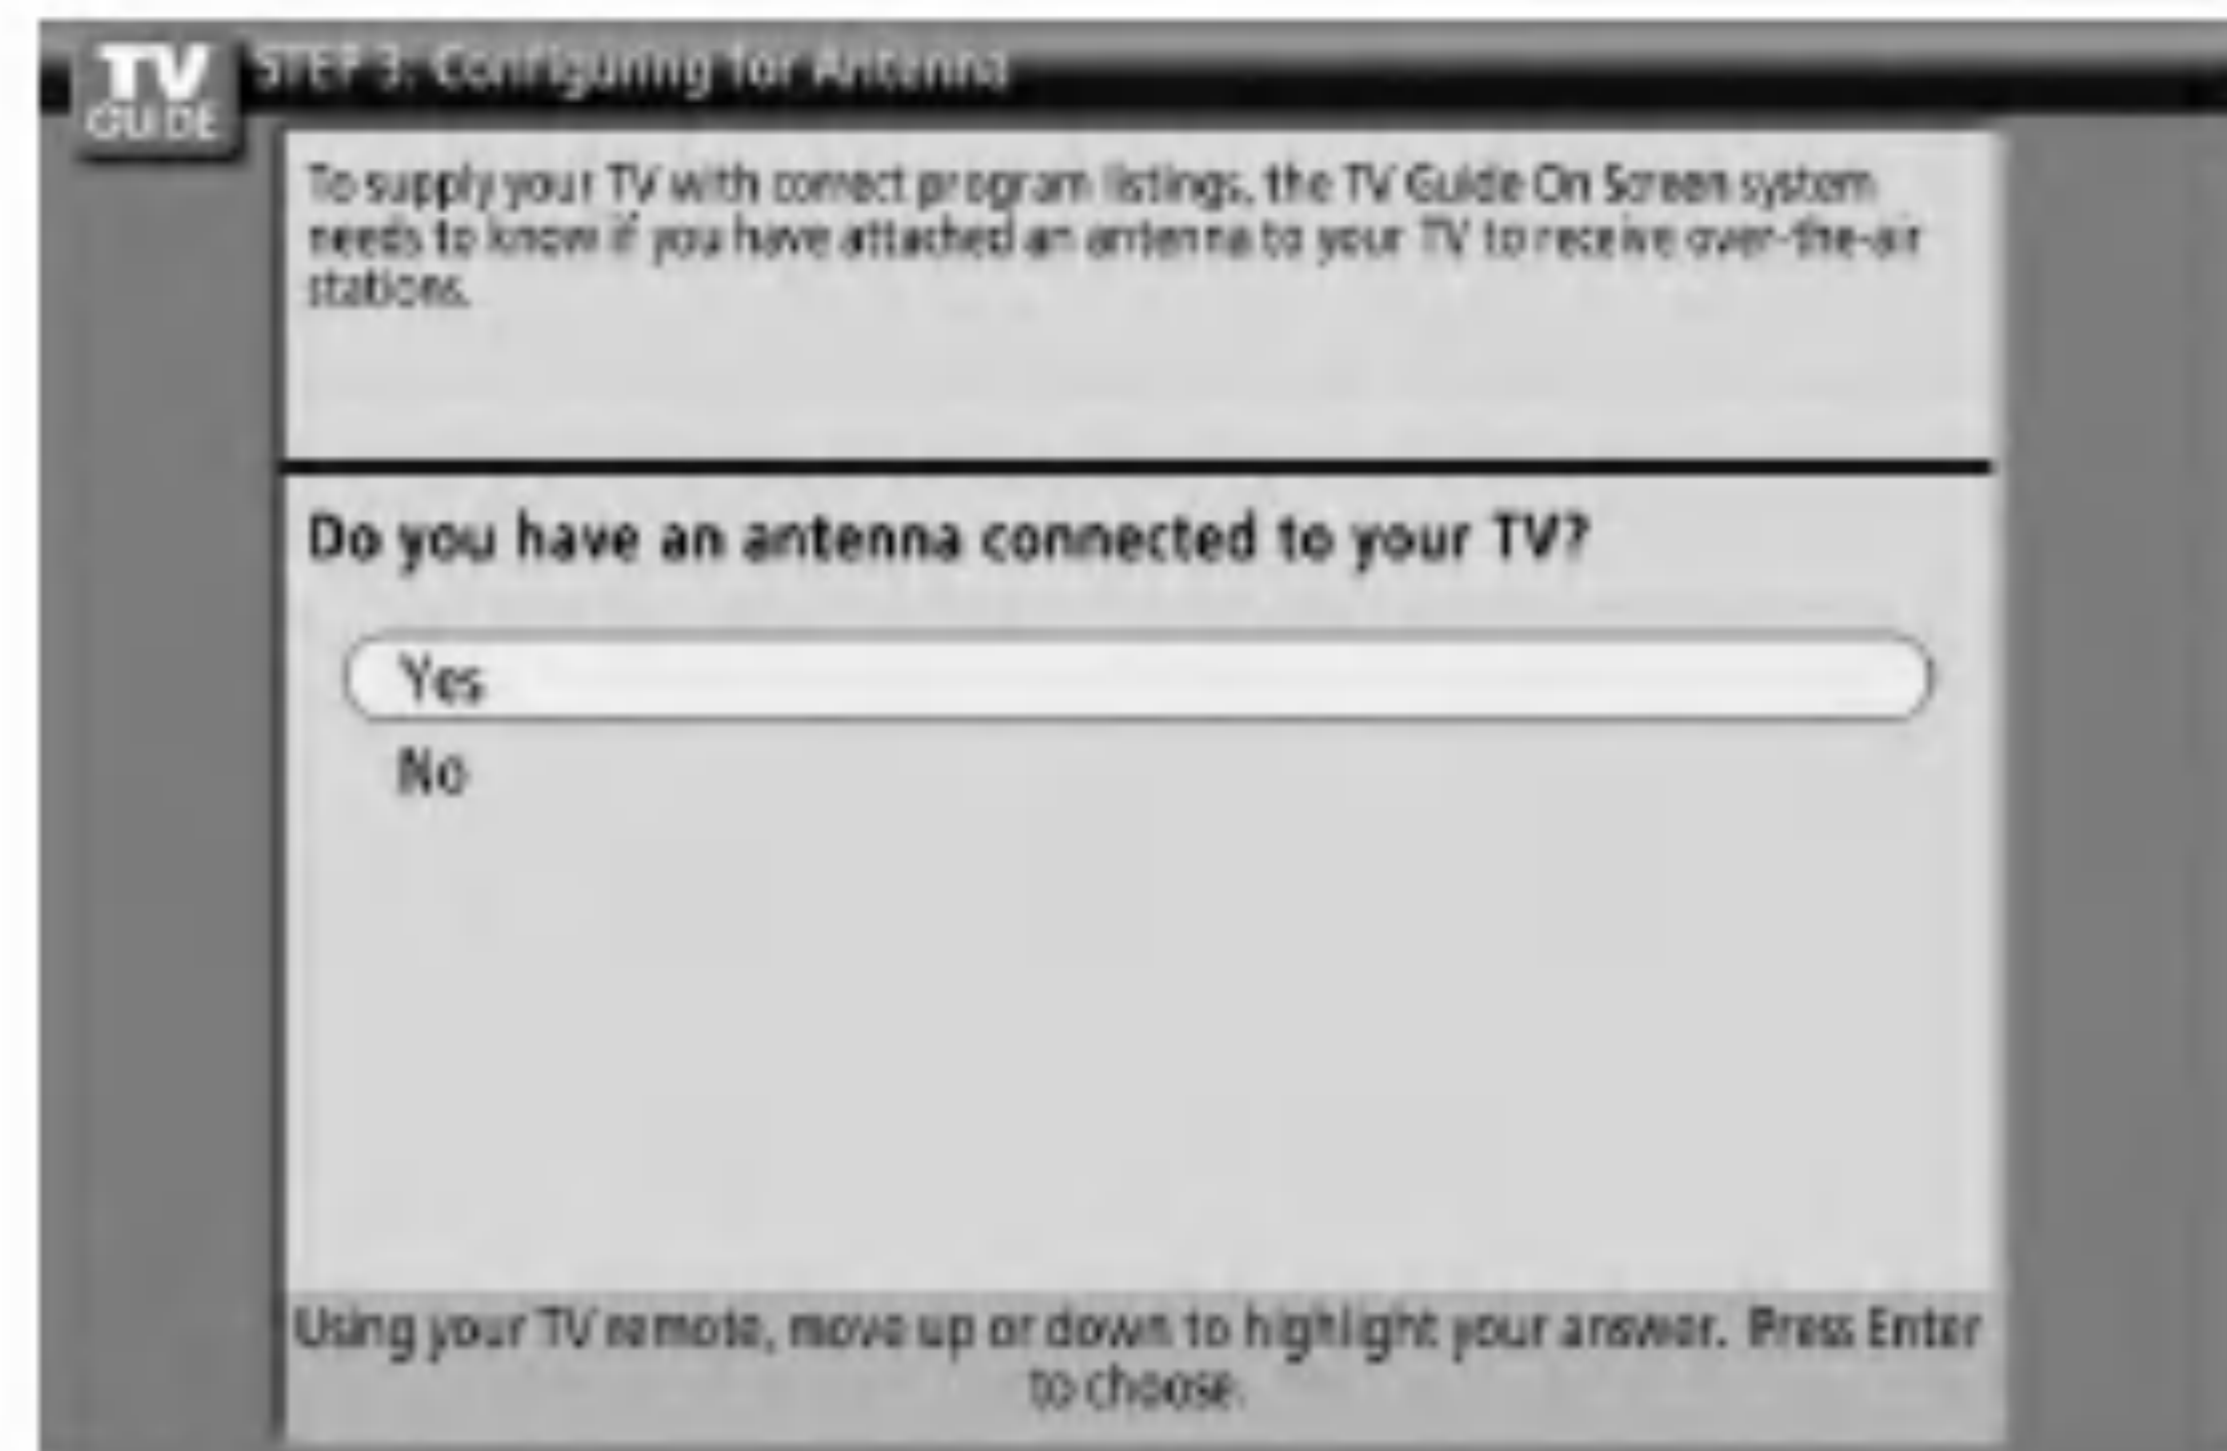 TV
GUIDE
STEP 3: Configuring for Antenna
To supply your TV with correct program listings, the TV Guide On Screen system
needs to know if you have attached an antenna to your TV to receive over-the-air
stations.
Do you have an antenna connected to your TV?
Yes
No
Using your TV remote, move up or down to highlight your answer. Press Enter
to choose.